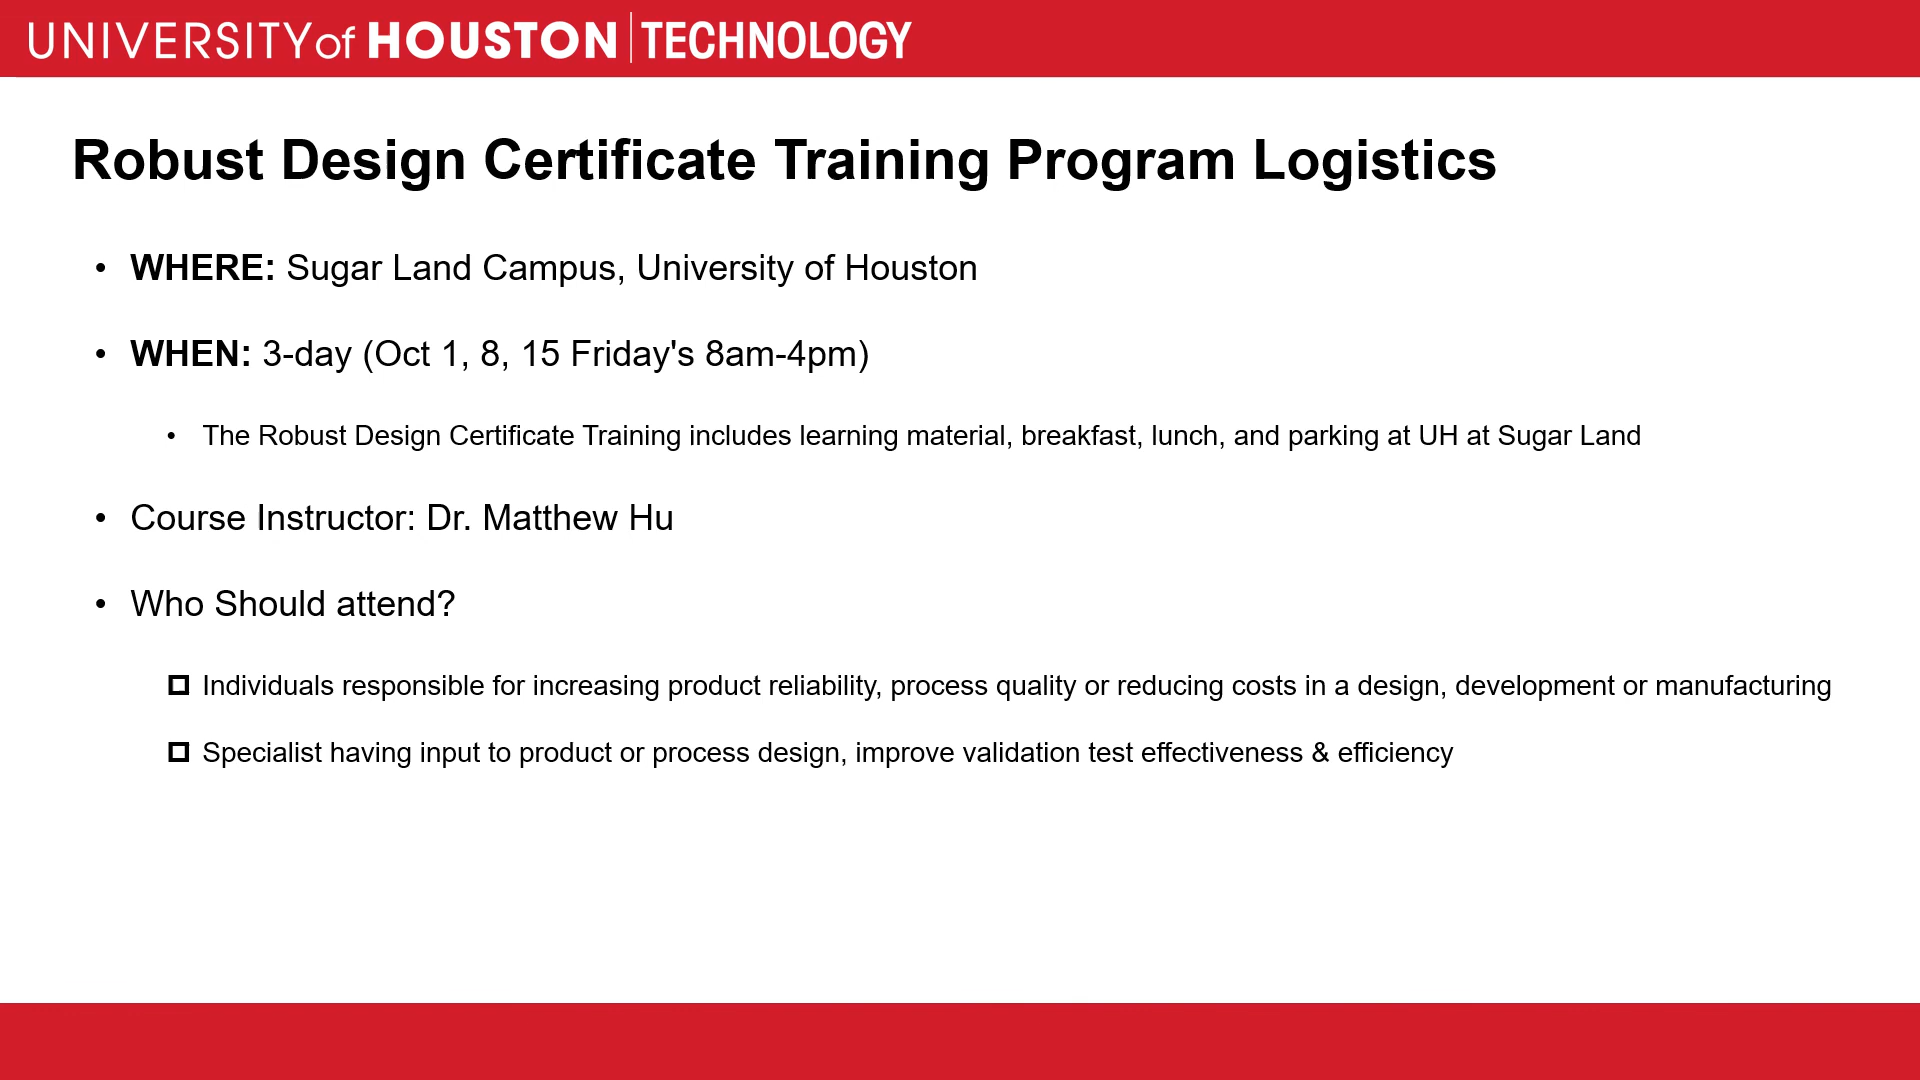 UNIVERSITY of HOUSTON | TECHNOLOGY
Robust Design Certificate Training Program Logistics
• WHERE: Sugar Land Campus, University of Houston
• WHEN: 3-day (Oct 1, 8, 15 Friday's 8am-4pm)
• The Robust Design Certificate Training includes learning material, breakfast, lunch, and parking at UH at Sugar Land
• Course Instructor: Dr. Matthew Hu
• Who Should attend?
❑ Individuals responsible for increasing product reliability, process quality or reducing costs in a design, development or manufacturing
❑ Specialist having input to product or process design, improve validation test effectiveness & efficiency